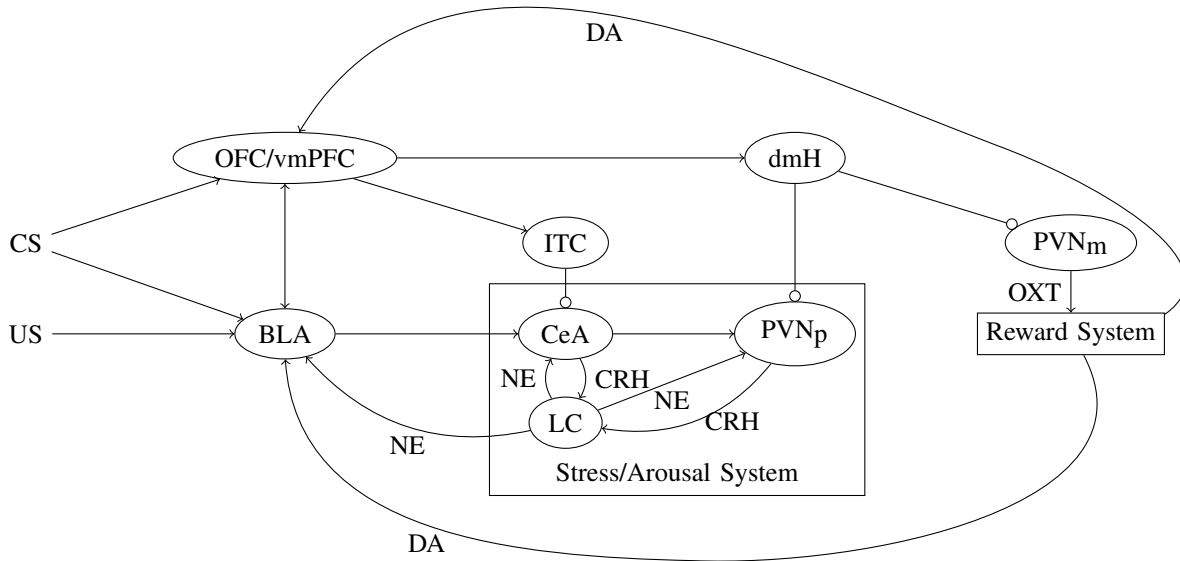 DA
OFC/vmPFC
dmH
CS
ITC
PVNm
OXT
US
BLA
CeA
PVNp
Reward System
NE
CRH
NE
LC
CRH
NE
Stress/Arousal System
DA